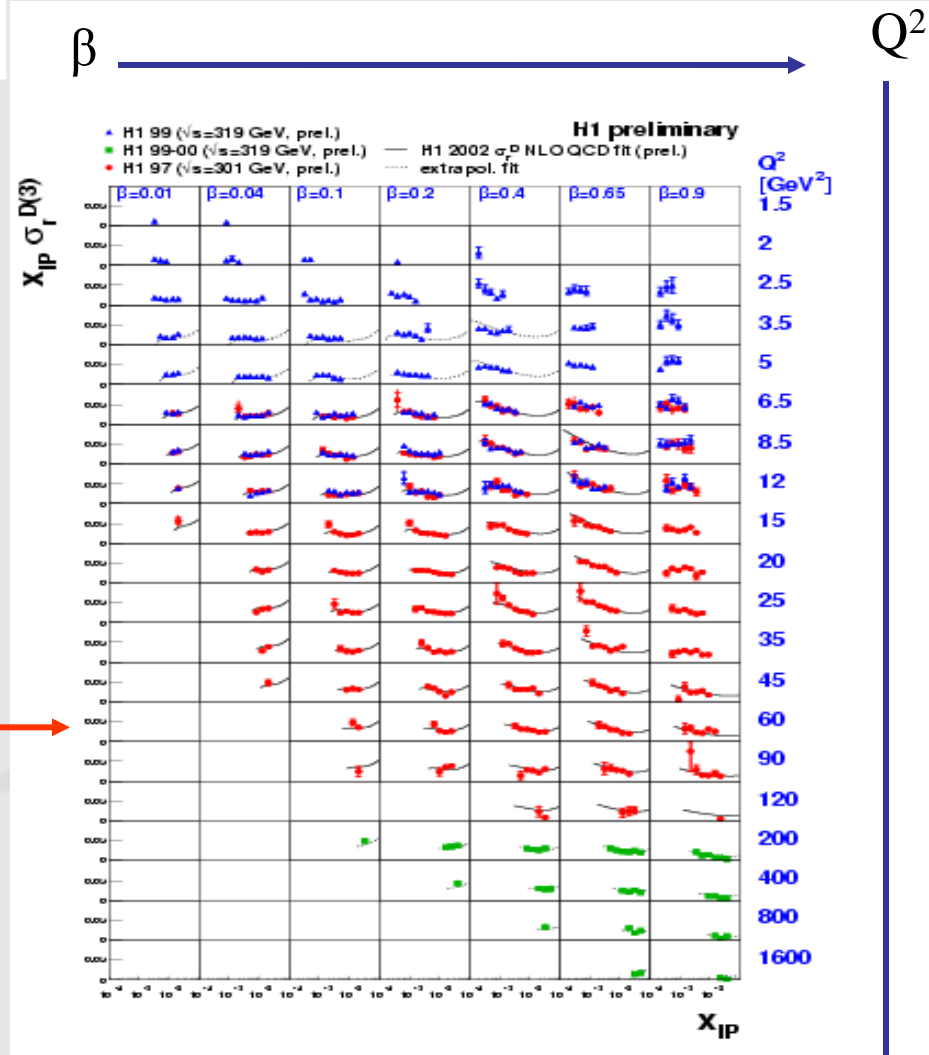 β
Q²
H1 99 (√s=319 GeV, prel.)
H1 preliminary
H1 99-00 (√s=319 GeV, prel.)
H1 2002 σᵣᴰ NLO QCD fit (prel.)
H1 97 (√s=301 GeV, prel.)
extrapol. fit
Q²
[GeV²]
x_IP σ_r^D(3)
β=0.01 β=0.04 β=0.1 β=0.2 β=0.4 β=0.65 β=0.9
1.5
2
2.5
3.5
5
6.5
8.5
12
15
20
25
35
45
60
90
120
200
400
800
1600
x_IP